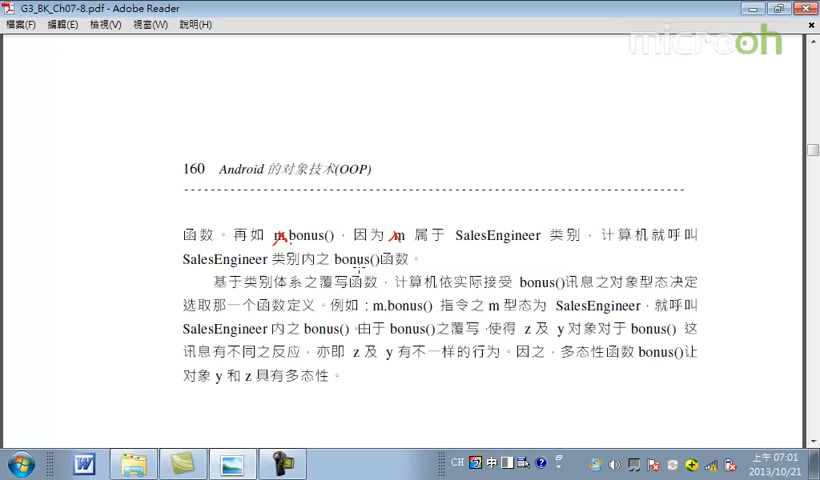 G3_BK_Ch07-8.pdf - Adobe Reader
檔案(F) 編輯(E) 檢視(V) 視窗(W) 說明(H)
microoh
160 Android 的对象技术(OOP)
函数。再如 m.bonus()，因为 m 属于 SalesEngineer 类别，计算机就呼叫
SalesEngineer 类别内之 bonus()函数。
基于类别体系之覆写函数，计算机依实际接受 bonus()讯息之对象型态决定
选取那一个函数定义。例如：m.bonus() 指令之 m 型态为 SalesEngineer，就呼叫
SalesEngineer 内之 bonus()。由于 bonus()之覆写，使得 z 及 y 对象对于 bonus() 这
讯息有不同之反应，亦即 z 及 y 有不一样的行为。因之，多态性函数 bonus()让
对象 y 和 z 具有多态性。
CH 中
上午 07:01
2013/10/21